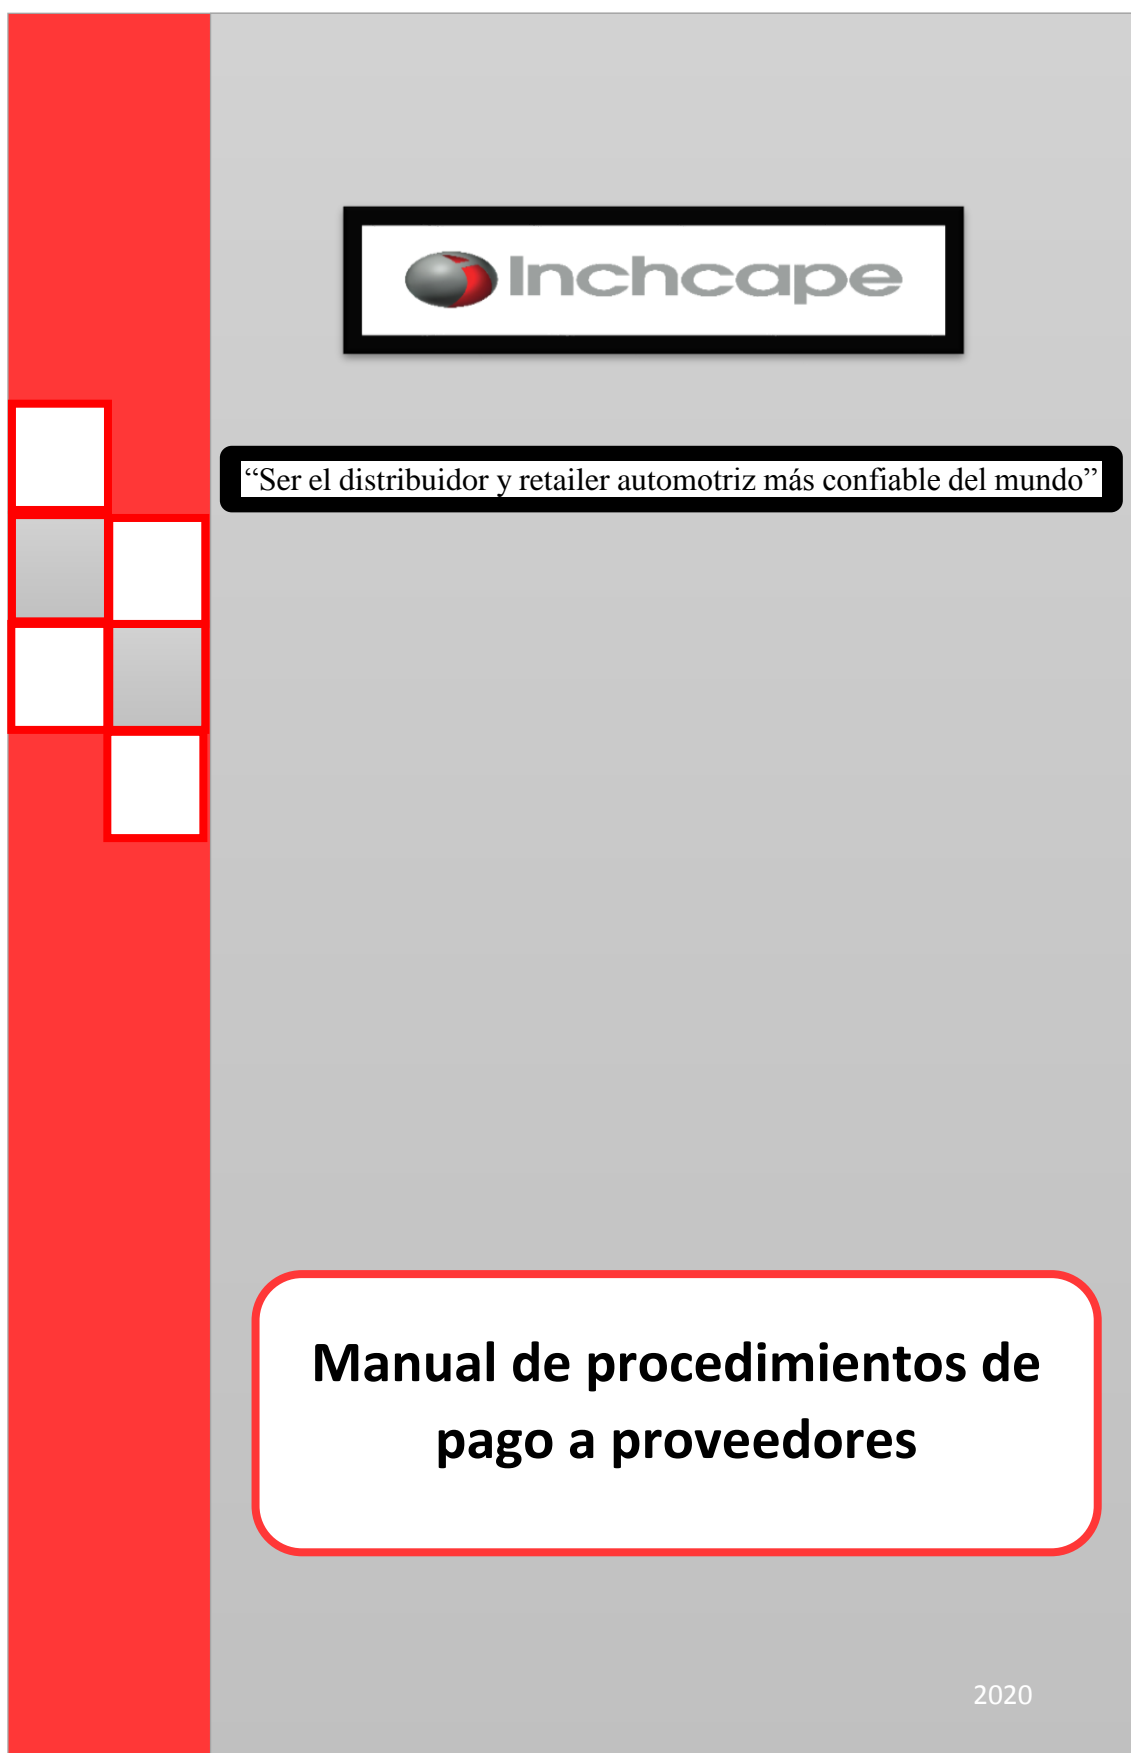 Inchcape
“Ser el distribuidor y retailer automotriz más confiable del mundo”
Manual de procedimientos de
pago a proveedores
2020